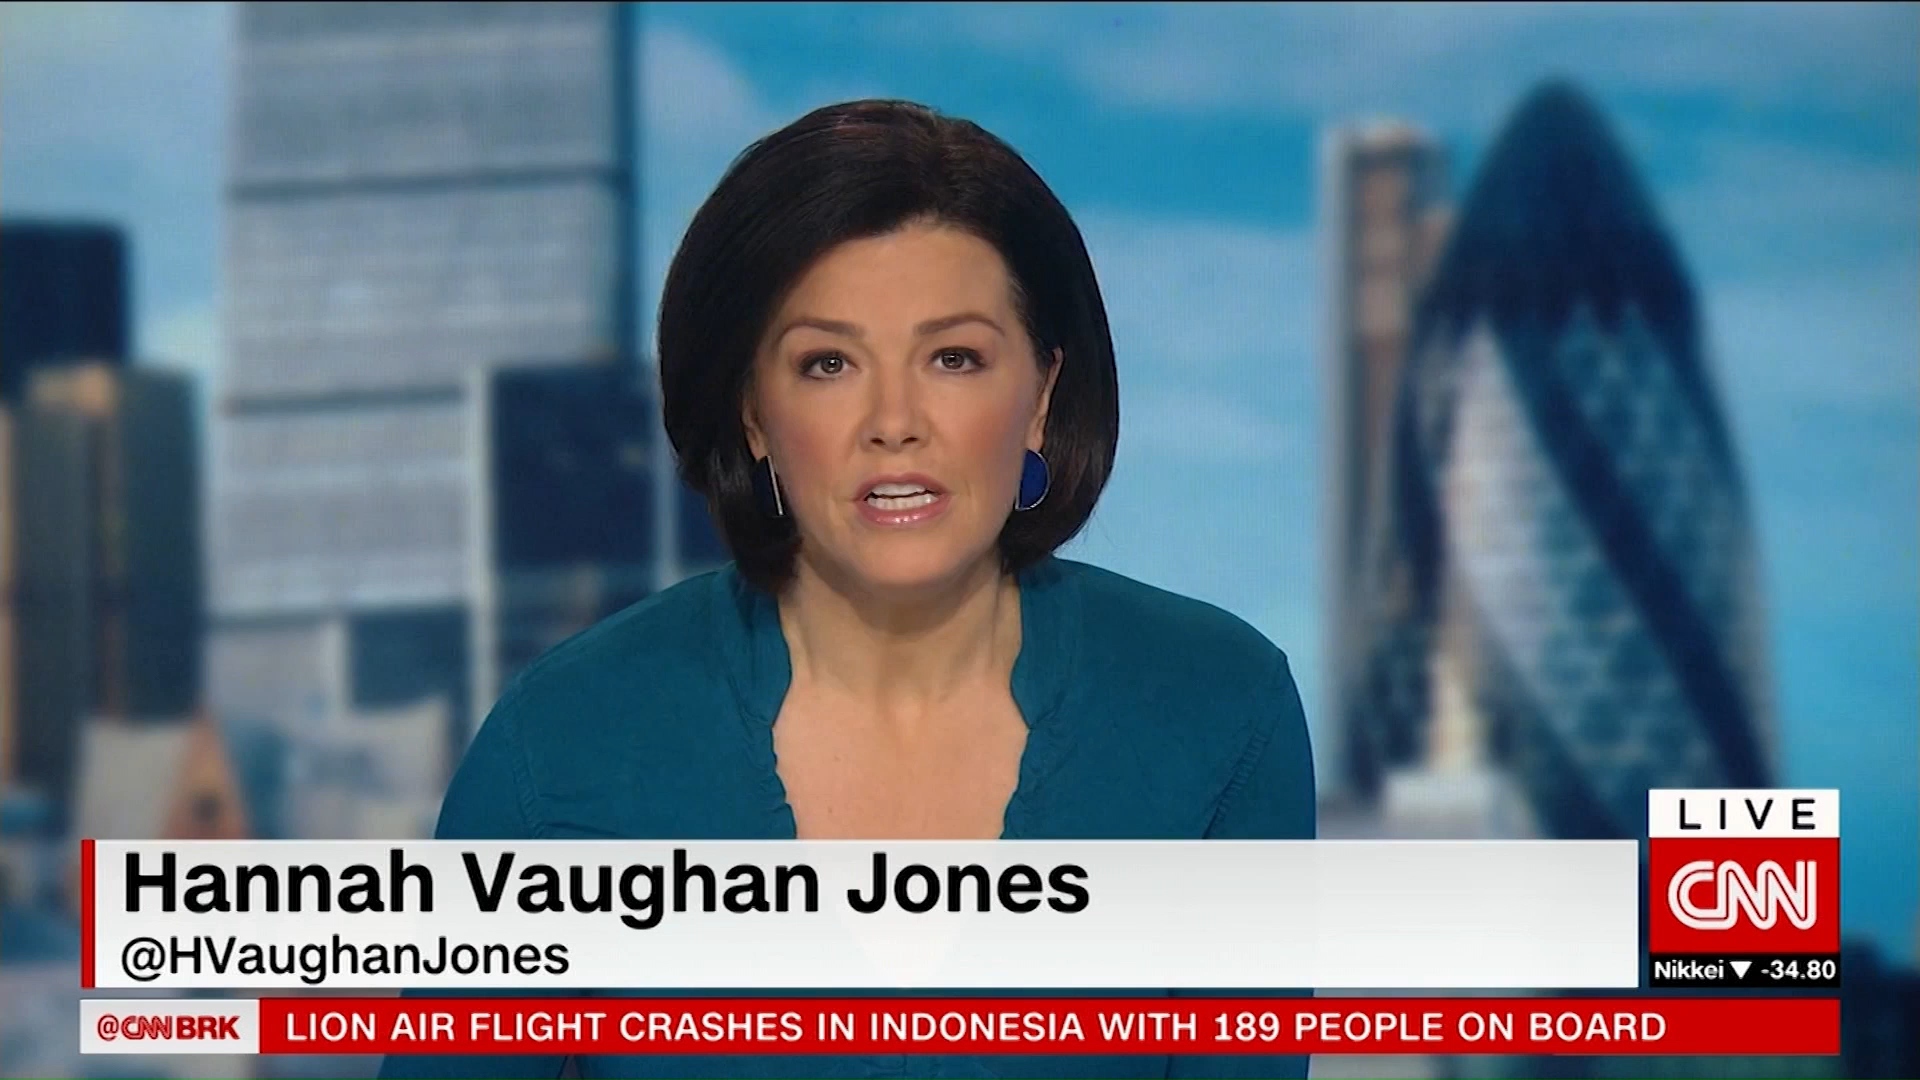 LIVE
CNN
Hannah Vaughan Jones
@HVaughanJones
Nikkei ▼ -34.80
@CNNBRK LION AIR FLIGHT CRASHES IN INDONESIA WITH 189 PEOPLE ON BOARD